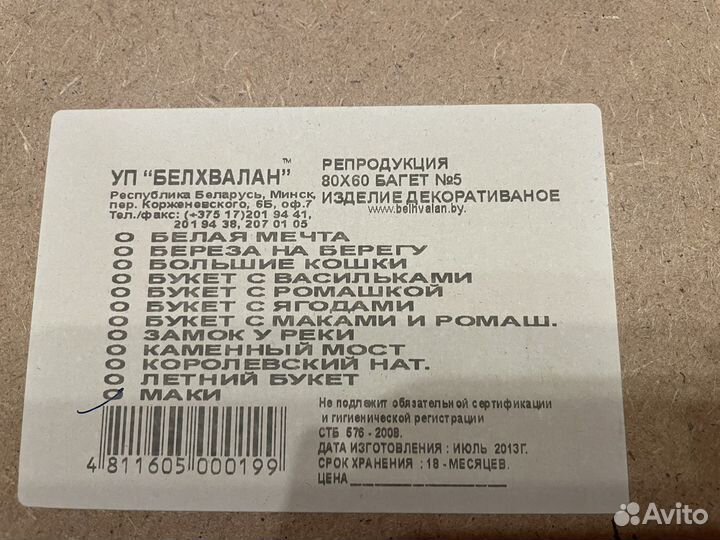 УП “БЕЛХВАЛАН”™
Республика Беларусь, Минск,
пер. Корженевского, 6Б, оф.7
Тел./факс: (+375 17)201 94 41,
201 94 38, 207 01 05
РЕПРОДУКЦИЯ
80X60 БАГЕТ №5
ИЗДЕЛИЕ ДЕКОРАТИВАНОЕ
www.belhvalan.by.
О БЕЛАЯ МЕЧТА
О БЕРЕЗА НА БЕРЕГУ
О БОЛЬШИЕ КОШКИ
О БУКЕТ С ВАСИЛЬКАМИ
О БУКЕТ С РОМАШКОЙ
О БУКЕТ С ЯГОДАМИ
О БУКЕТ С МАКАМИ И РОМАШ.
О ЗАМОК У РЕКИ
О КАМЕННЫЙ МОСТ
О КОРОЛЕВСКИЙ НАТ.
О ЛЕТНИЙ БУКЕТ
О МАКИ
4 811605 000199
Не подлежит обязательной сертификации
и гигиенической регистрации
СТБ 576 - 2008.
ДАТА ИЗГОТОВЛЕНИЯ : ИЮЛЬ 2013Г.
СРОК ХРАНЕНИЯ : 18 - МЕСЯЦЕВ.
ЦЕНА
Avito